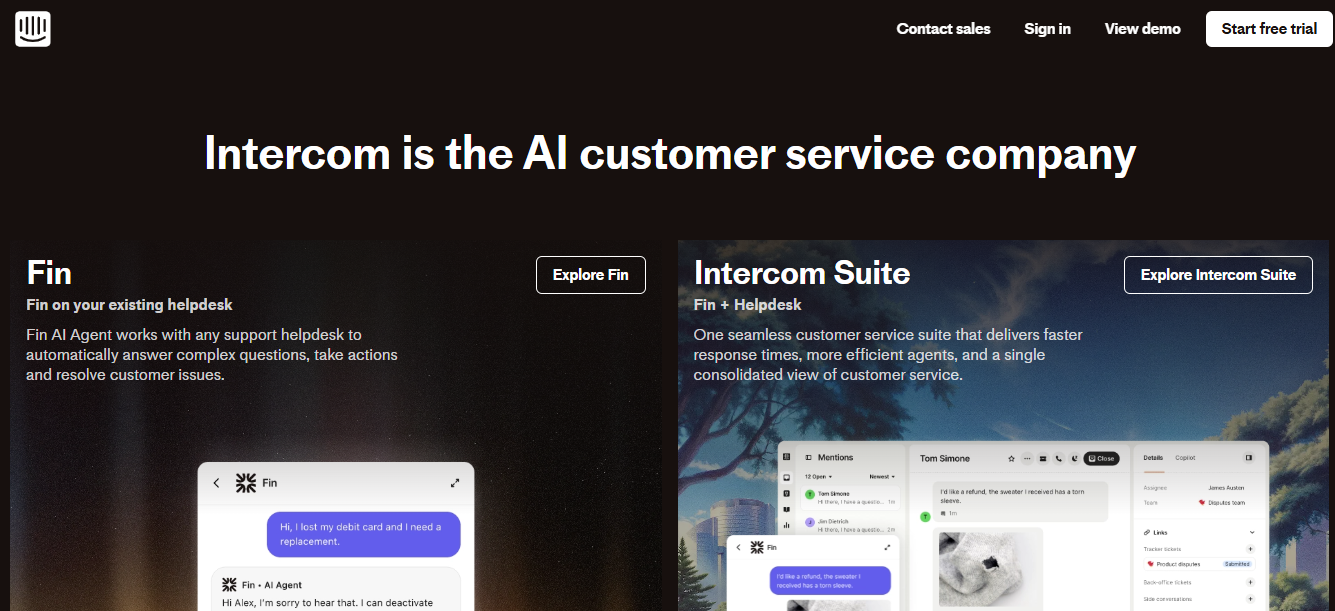 Contact sales
Sign in
View demo
Start free trial
Intercom is the AI customer service company
Fin
Explore Fin
Fin on your existing helpdesk
Fin AI Agent works with any support helpdesk to
automatically answer complex questions, take actions
and resolve customer issues.
Fin
Hi, I lost my debit card and I need a
replacement.
Fin • AI Agent
Hi Alex, I'm sorry to hear that. I can deactivate
Intercom Suite
Explore Intercom Suite
Fin + Helpdesk
One seamless customer service suite that delivers faster
response times, more efficient agents, and a single
consolidated view of customer service.
Mentions
12 Open
Newest
Tom Simone
Hi there, I have a questio... 1m
Jim Dietrich
Hi there, I have a questio... 2m
Tom Simone
Close
I'd like a refund, the sweater I received has a torn
sleeve.
1m
T
Details
Copilot
Assignee
James Auston
Team
Disputes team
Links
Tracker tickets
Product disputes
Submitted
Back-office tickets
Side conversations
Fin
I'd like a refund, the sweater I
received has a torn sleeve.